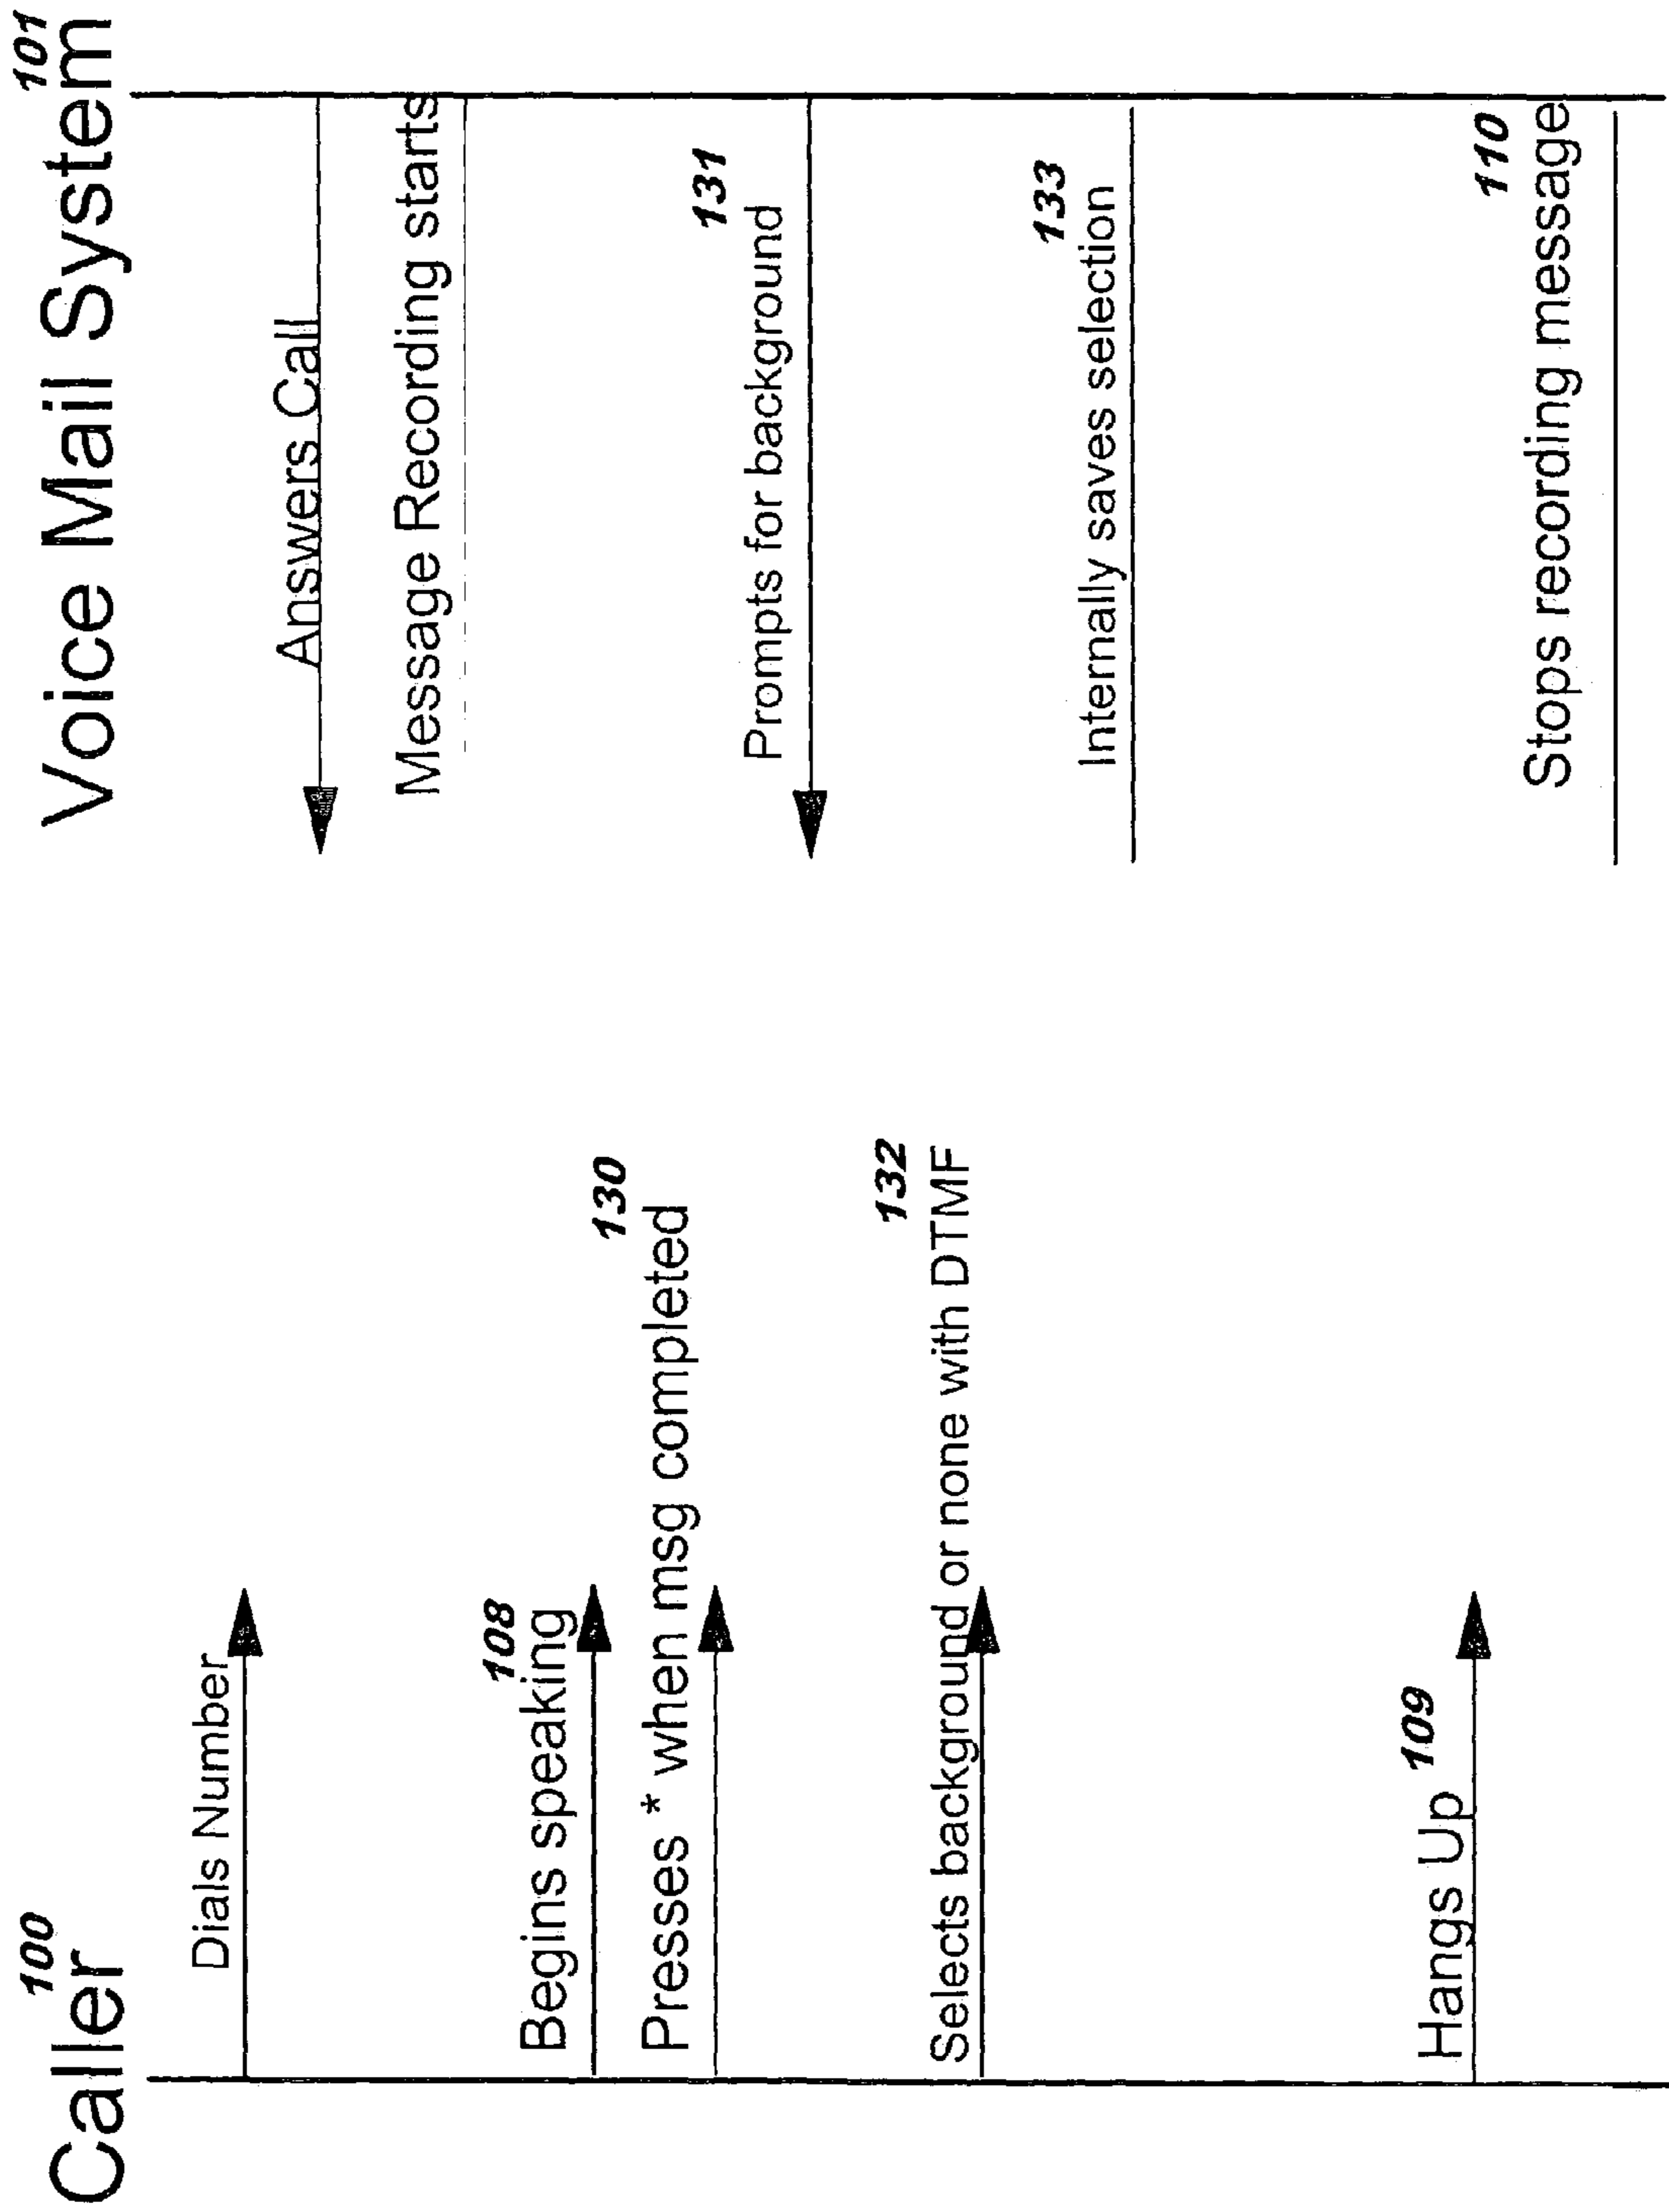 Caller 100
Voice Mail System 101
Dials Number
Answers Call
Message Recording starts
Begins speaking 108
Presses * when msg completed 130
Prompts for background 131
Selects background or none with DTMF 132
Internally saves selection 133
Hangs Up 109
Stops recording message 110